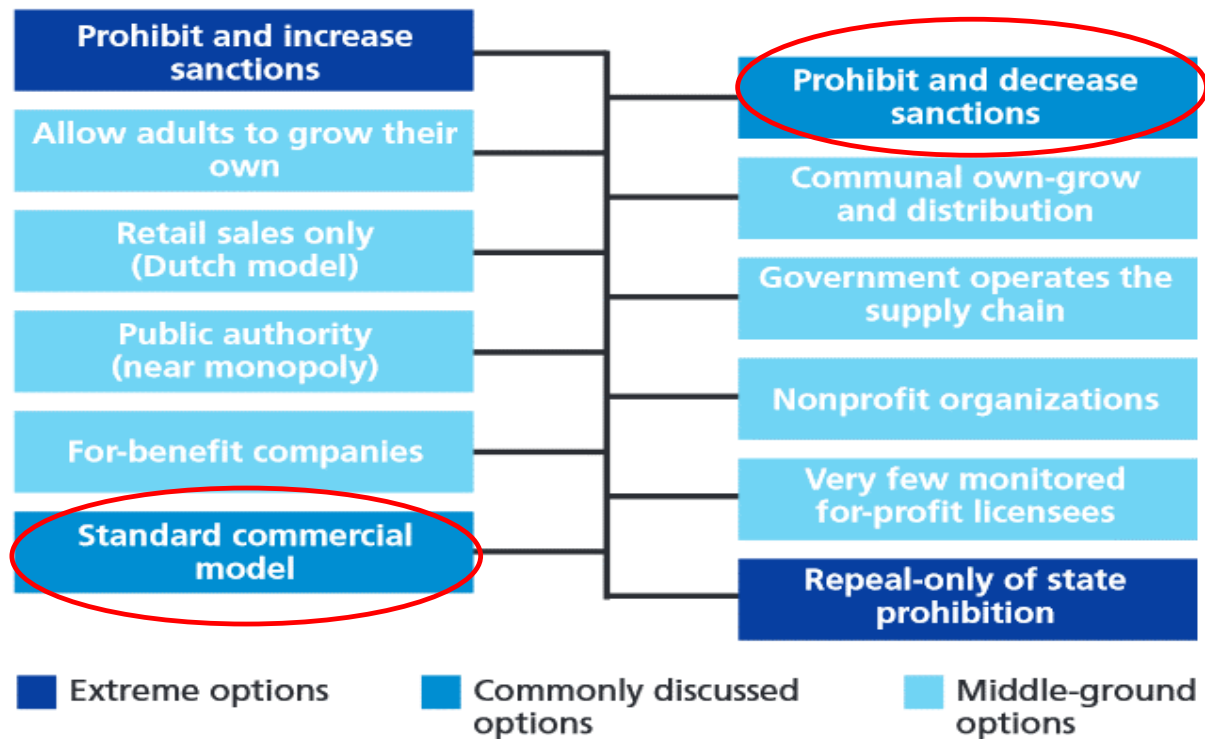 Prohibit and increase
sanctions
Prohibit and decrease
sanctions
Allow adults to grow their
own
Communal own-grow
and distribution
Retail sales only
(Dutch model)
Government operates the
supply chain
Public authority
(near monopoly)
Nonprofit organizations
For-benefit companies
Very few monitored
for-profit licensees
Standard commercial
model
Repeal-only of state
prohibition
Extreme options
Commonly discussed
options
Middle-ground
options